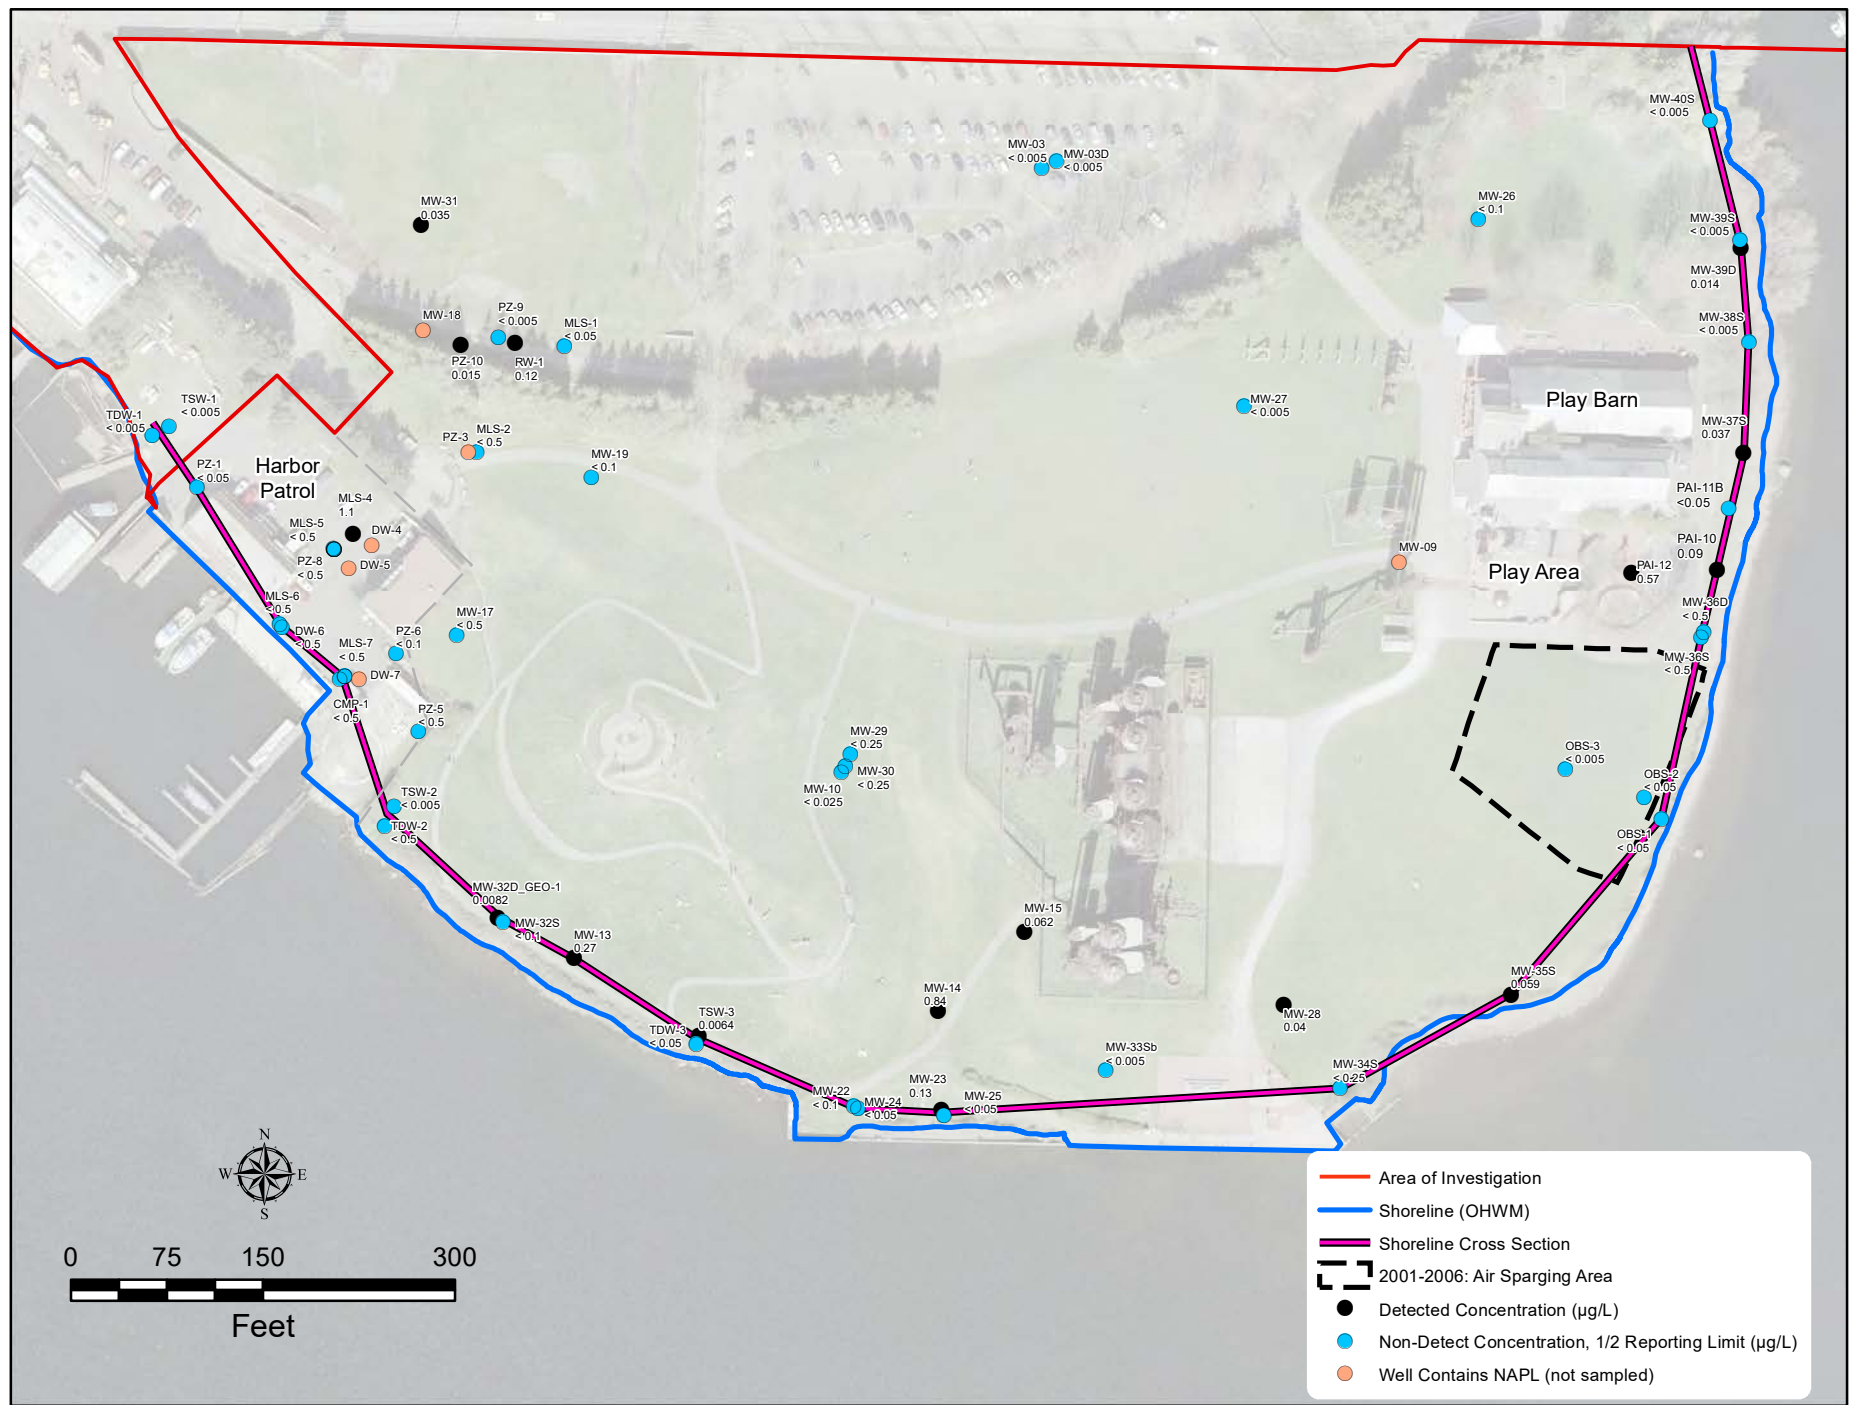 MW-40S
< 0.005
MW-03
< 0.005
MW-03D
< 0.005
MW-31
0.035
MW-26
< 0.1
MW-39S
< 0.005
MW-39D
0.014
MW-18
PZ-9
< 0.005
MLS-1
< 0.05
PZ-10
0.015
RW-1
0.12
MW-38S
< 0.005
TSW-1
< 0.005
TDW-1
< 0.005
MW-27
< 0.005
Play Barn
PZ-3
MLS-2
< 0.5
MW-19
< 0.1
MW-37S
0.037
PZ-1
< 0.05
Harbor
Patrol
MLS-4
1.1
PAI-11B
<0.05
MLS-5
< 0.5
DW-4
PZ-8
< 0.5
DW-5
MW-09
PAI-10
0.09
Play Area
PAI-12
0.57
MLS-6
< 0.5
DW-6
< 0.5
MLS-7
< 0.5
PZ-6
< 0.1
MW-17
< 0.5
MW-36D
< 0.5
MW-36S
< 0.5
DW-7
CMP-1
< 0.5
PZ-5
< 0.5
MW-29
< 0.25
MW-30
< 0.25
MW-10
< 0.025
OBS-3
< 0.005
OBS-2
< 0.05
OBS-1
< 0.05
TSW-2
< 0.005
TDW-2
< 0.5
MW-32D_GEO-1
0.0082
MW-32S
< 0.1
MW-13
0.27
MW-15
0.062
MW-14
0.84
MW-35S
0.059
MW-28
0.04
TSW-3
0.0064
TDW-3
< 0.05
MW-33Sb
< 0.005
MW-34S
< 0.25
MW-22
< 0.1
MW-24
< 0.05
MW-23
0.13
MW-25
< 0.05
N
W
E
S
0 75 150 300
Feet
Area of Investigation
Shoreline (OHWM)
Shoreline Cross Section
2001-2006: Air Sparging Area
Detected Concentration (µg/L)
Non-Detect Concentration, 1/2 Reporting Limit (µg/L)
Well Contains NAPL (not sampled)